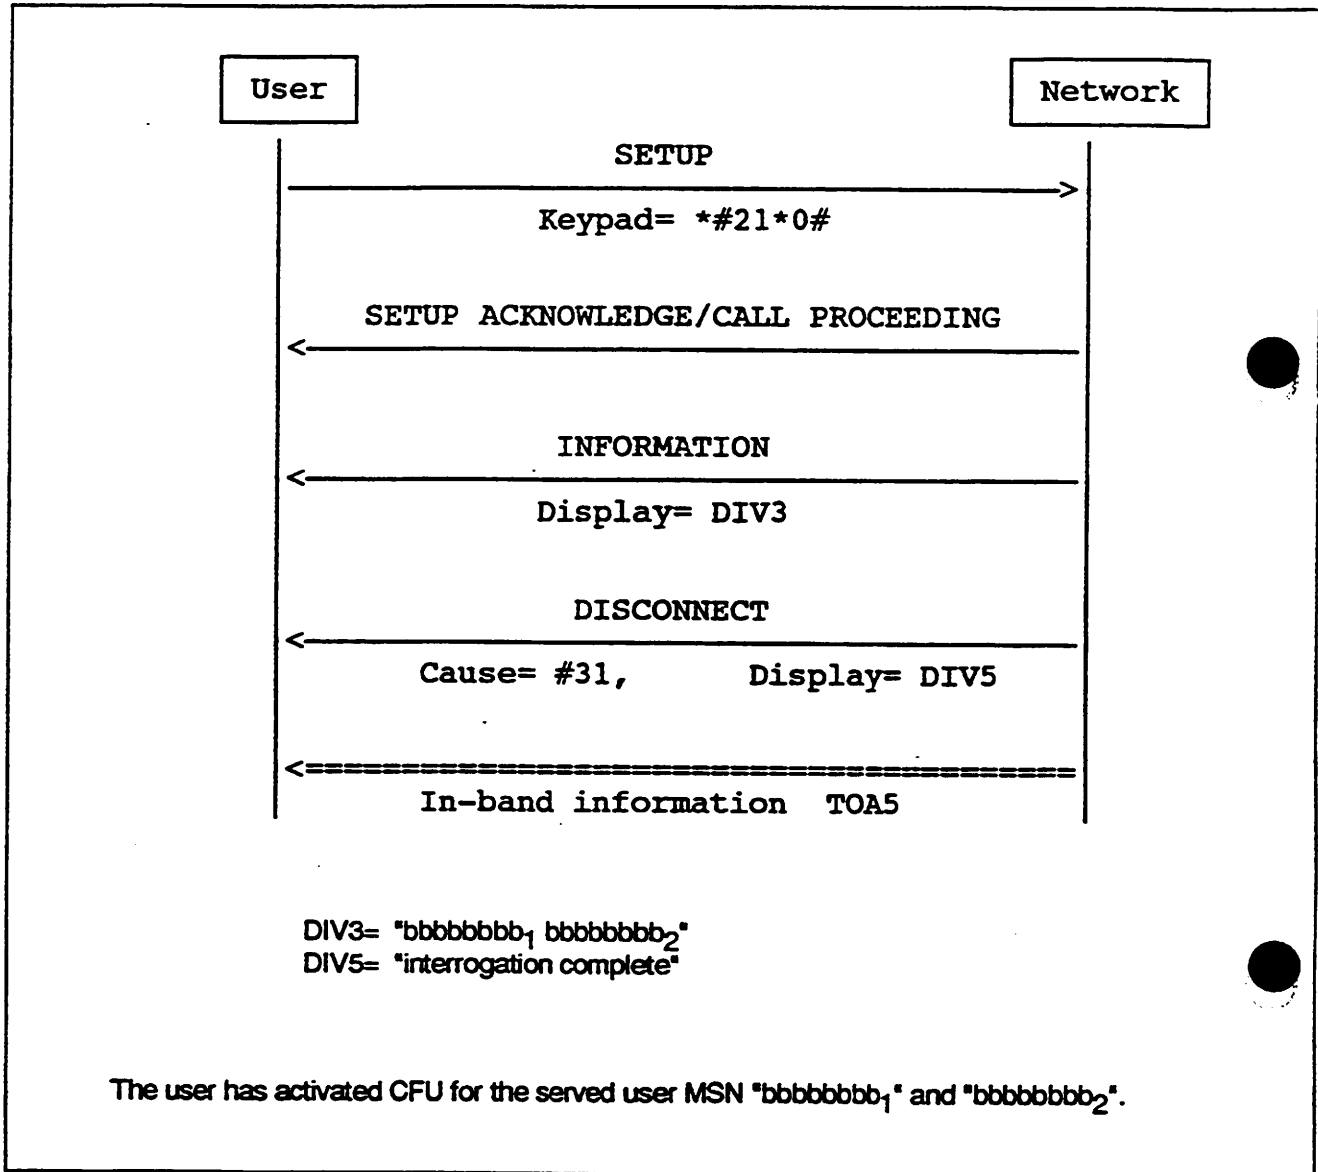 User
Network
SETUP
Keypad= *#21*0#
SETUP ACKNOWLEDGE/CALL PROCEEDING
INFORMATION
Display= DIV3
DISCONNECT
Cause= #31, Display= DIV5
In-band information TOA5
DIV3= "bbbbbbbb₁ bbbbbbbb₂"
DIV5= "interrogation complete"
The user has activated CFU for the served user MSN "bbbbbbbb₁" and "bbbbbbbb₂".